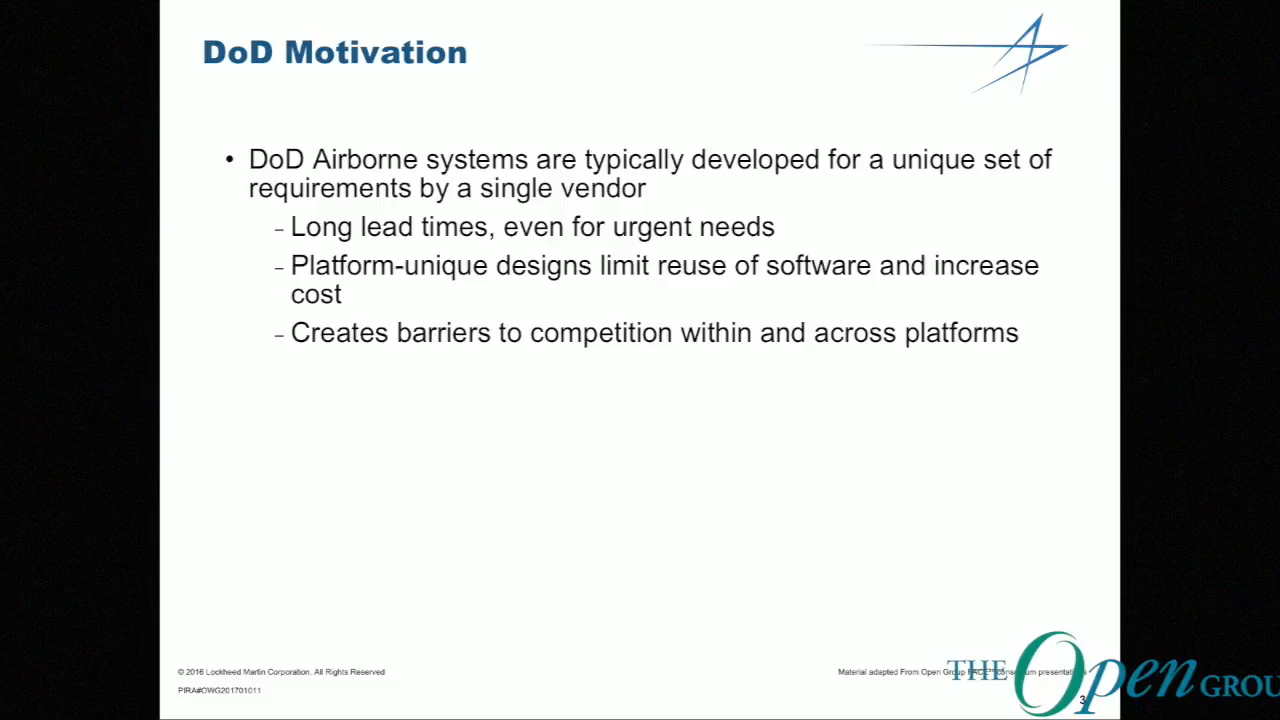 DoD Motivation
• DoD Airborne systems are typically developed for a unique set of
requirements by a single vendor
– Long lead times, even for urgent needs
– Platform-unique designs limit reuse of software and increase
cost
– Creates barriers to competition within and across platforms
© 2016 Lockheed Martin Corporation. All Rights Reserved
Material adapted From Open Group FACE™ consortium presentations
PIRA#OWG201701011
3
THE Open GROU